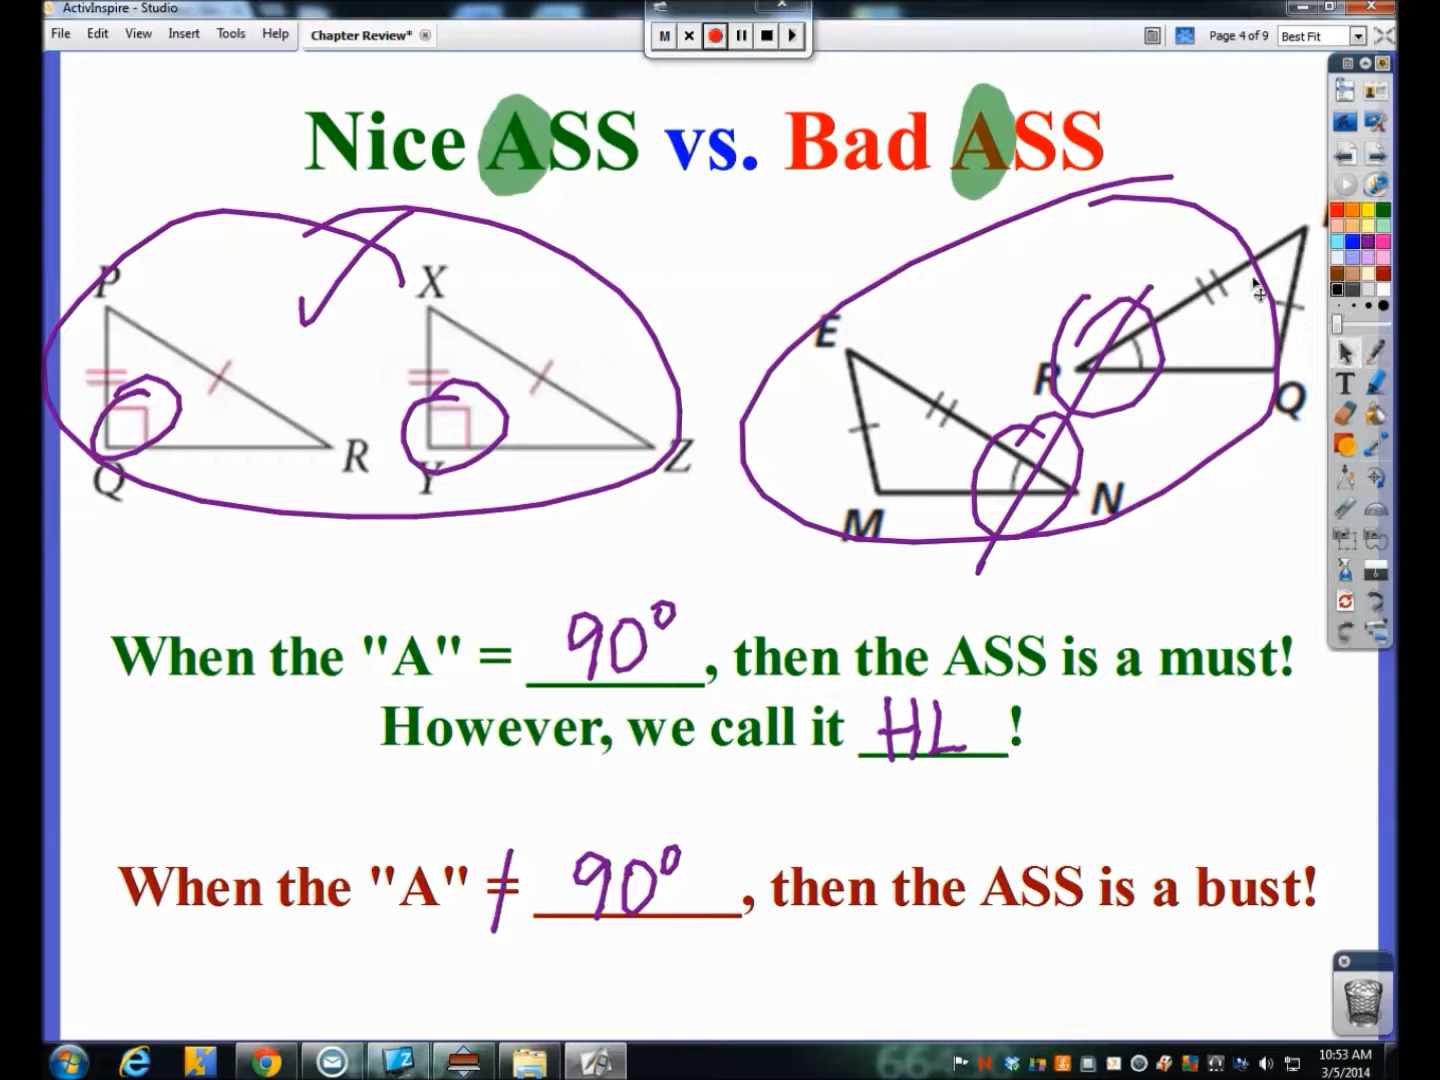 ActivInspire - Studio
File Edit View Insert Tools Help Chapter Review* M Page 4 of 9 Best Fit
Nice ASS vs. Bad ASS
P X
E
R Q
Q R Y Z
M N
When the "A" = 90°, then the ASS is a must!
However, we call it HL!
When the "A" ≠ 90°, then the ASS is a bust!
10:53 AM
3/5/2014